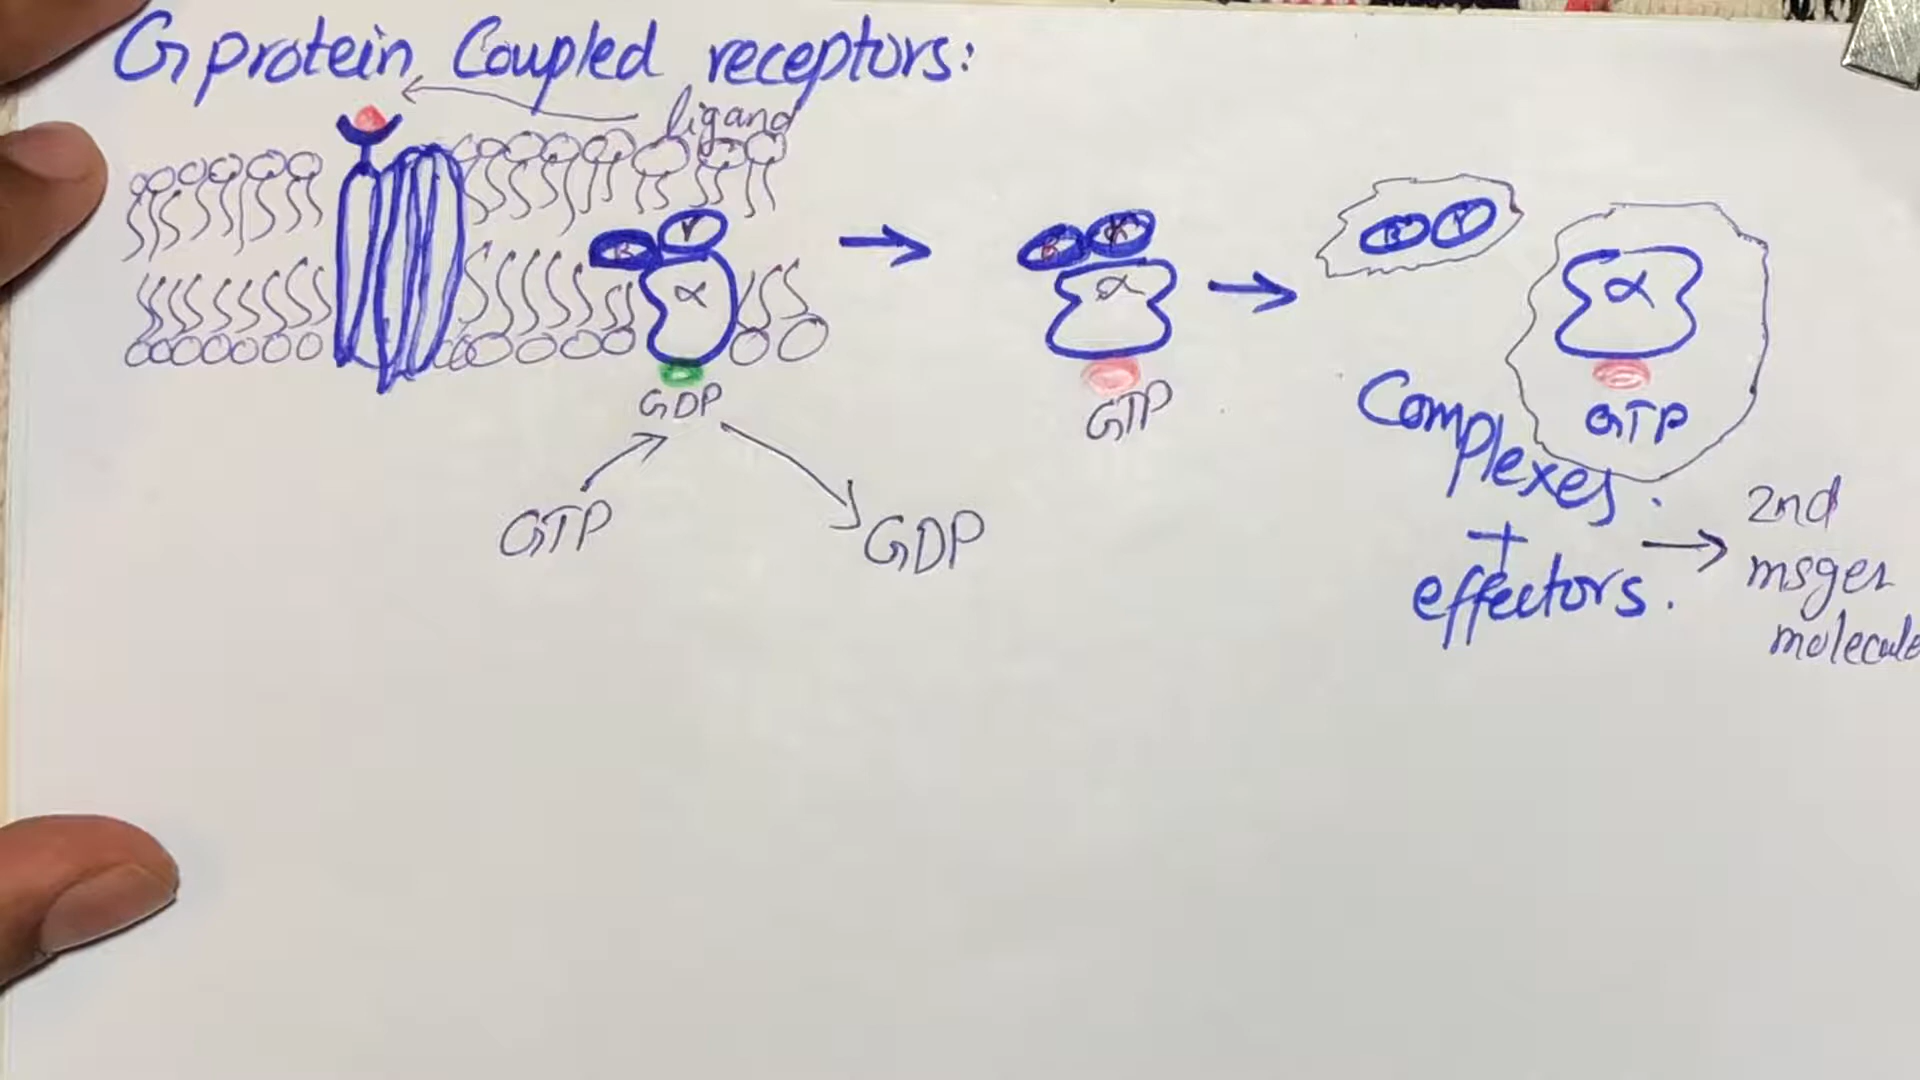 G protein Coupled receptors:
ligand
β γ
α
GDP
GTP
GDP
β γ
α
GTP
β γ
α
GTP
Complexes.
+
effectors. → 2nd
msger
molecule